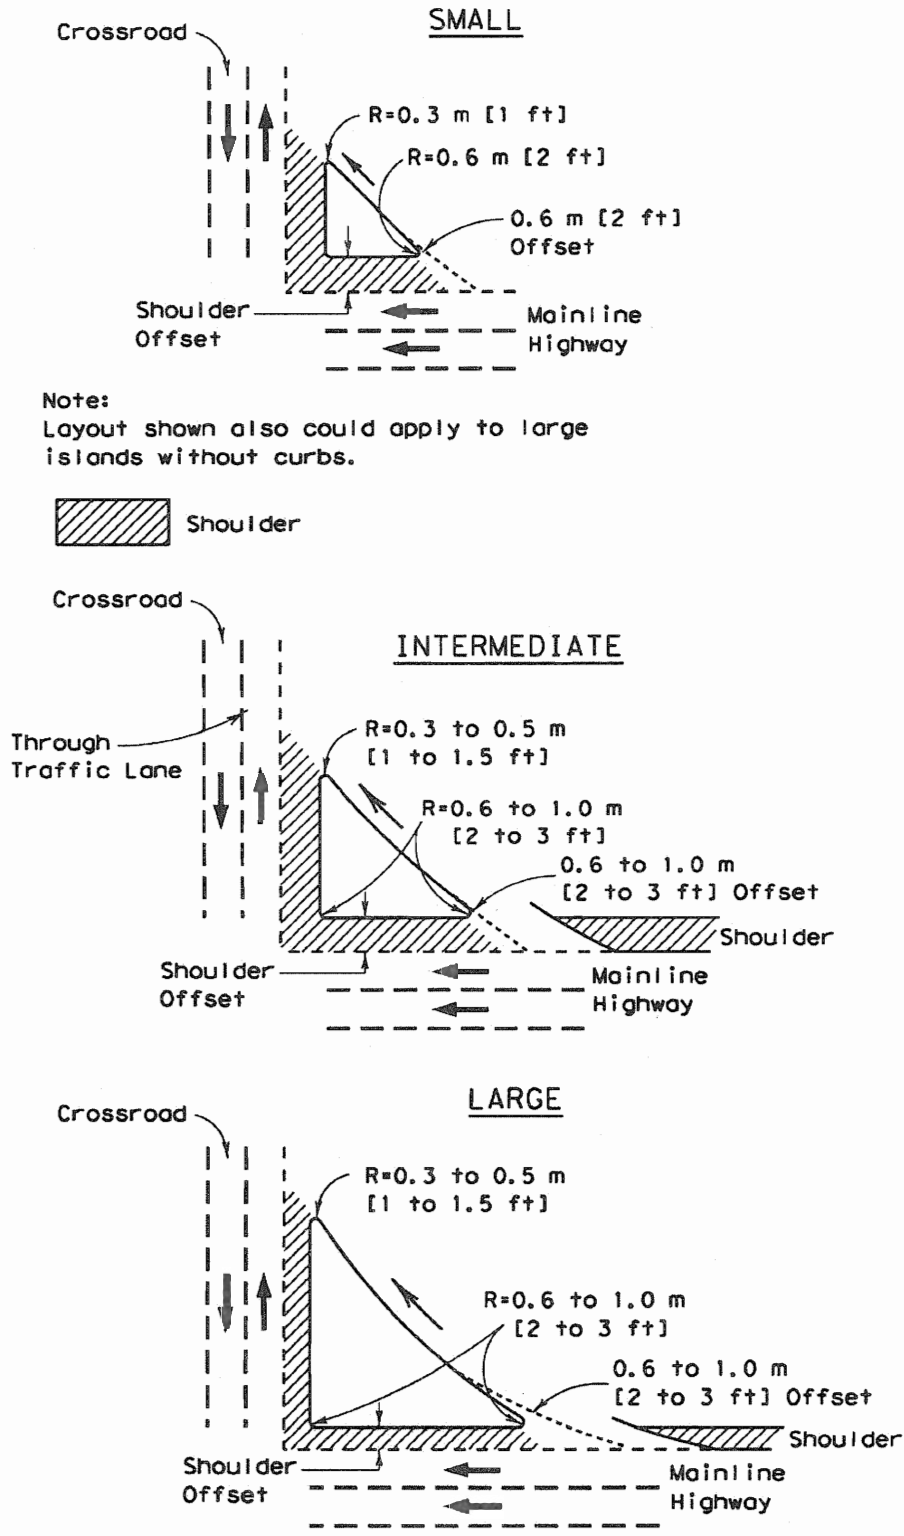 SMALL
Crossroad
R=0.3 m [1 ft]
R=0.6 m [2 ft]
0.6 m [2 ft]
Offset
Shoulder
Offset
Mainline
Highway
Note:
Layout shown also could apply to large
islands without curbs.
Shoulder
Crossroad
INTERMEDIATE
Through
Traffic Lane
R=0.3 to 0.5 m
[1 to 1.5 ft]
R=0.6 to 1.0 m
[2 to 3 ft]
0.6 to 1.0 m
[2 to 3 ft] Offset
Shoulder
Shoulder
Offset
Mainline
Highway
LARGE
Crossroad
R=0.3 to 0.5 m
[1 to 1.5 ft]
R=0.6 to 1.0 m
[2 to 3 ft]
0.6 to 1.0 m
[2 to 3 ft] Offset
Shoulder
Shoulder
Offset
Mainline
Highway